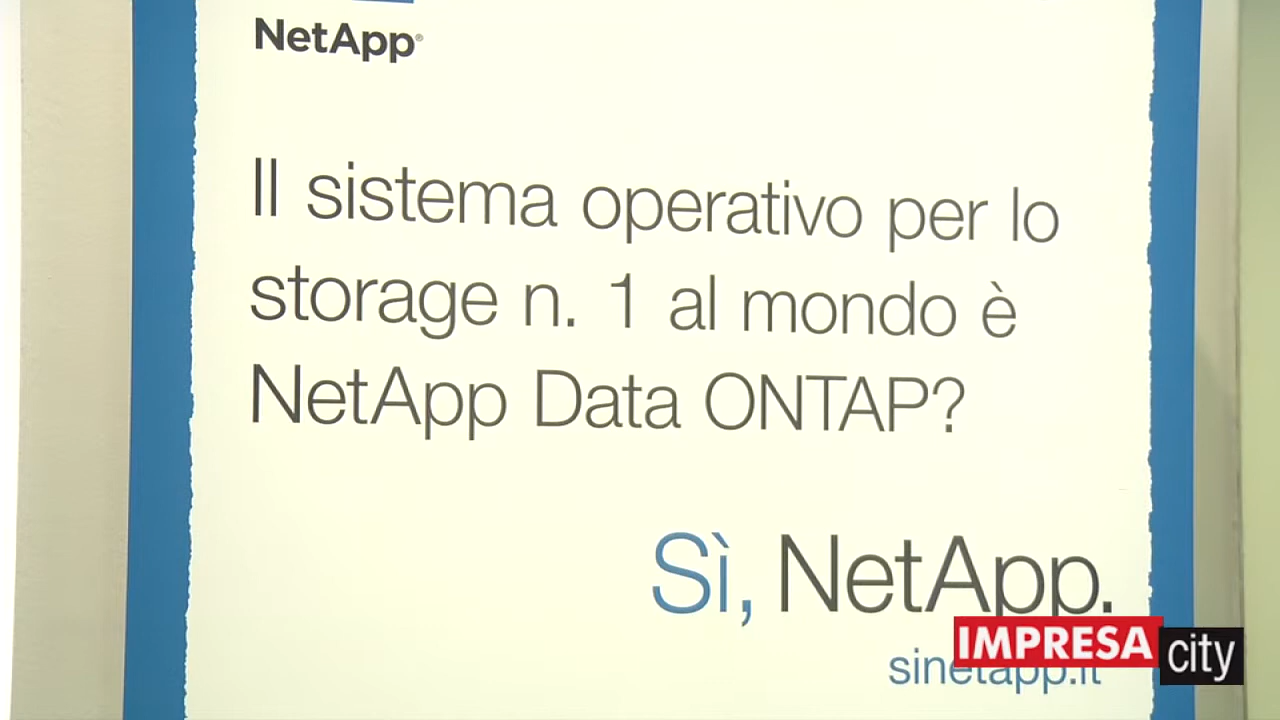 NetApp®
Il sistema operativo per lo
storage n. 1 al mondo è
NetApp Data ONTAP?
Sì, NetApp.
sinetapp.it
IMPRESA city